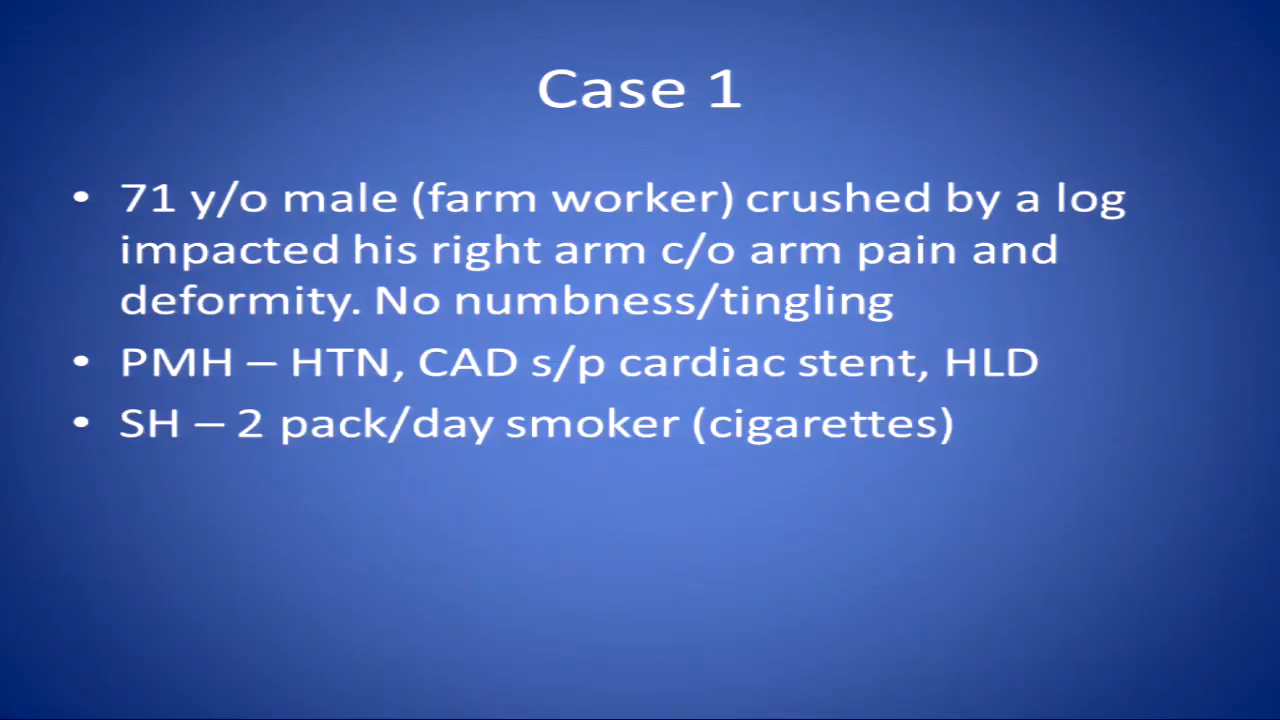 Case 1
• 71 y/o male (farm worker) crushed by a log
impacted his right arm c/o arm pain and
deformity. No numbness/tingling
• PMH – HTN, CAD s/p cardiac stent, HLD
• SH – 2 pack/day smoker (cigarettes)